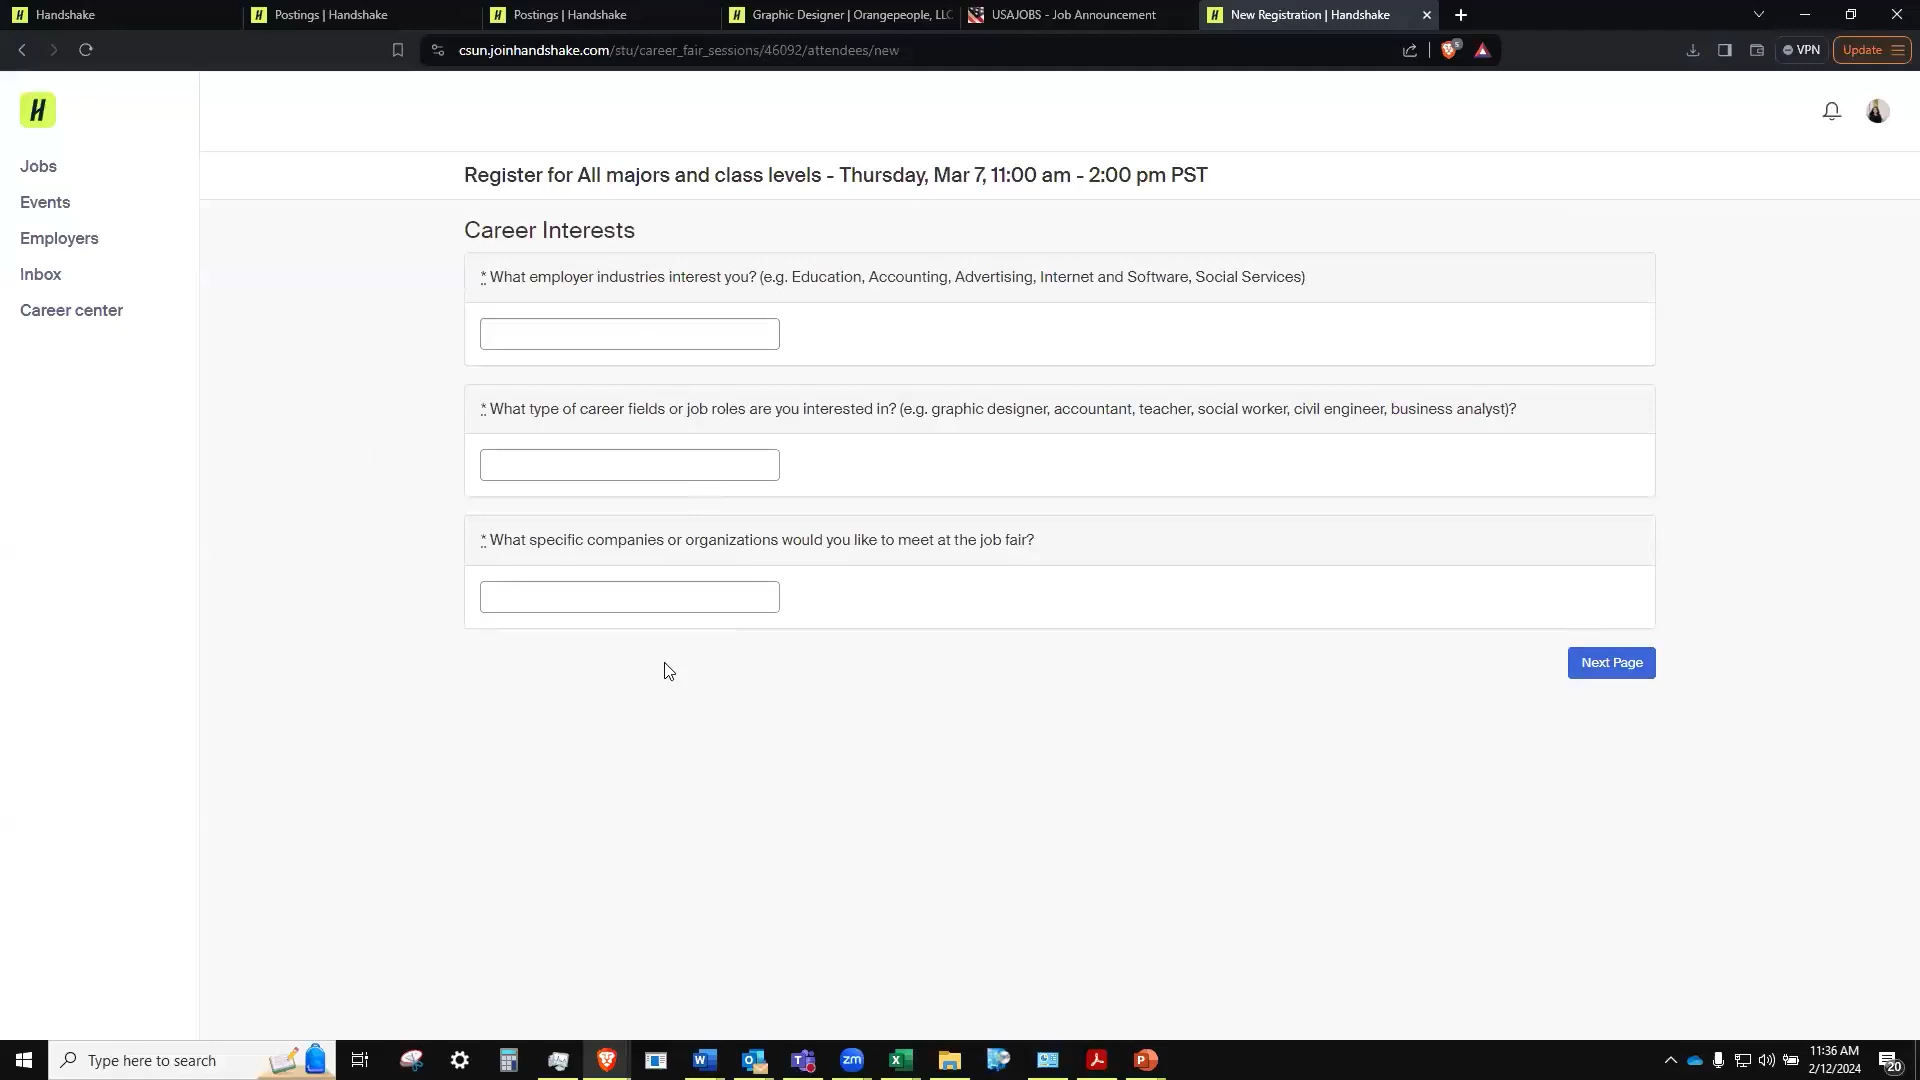 Handshake
Postings | Handshake
Postings | Handshake
Graphic Designer | Orangepeople, LLC
USAJOBS - Job Announcement
New Registration | Handshake
csun.joinhandshake.com/stu/career_fair_sessions/46092/attendees/new
5
VPN
Update
H
Jobs
Events
Employers
Inbox
Career center
Register for All majors and class levels - Thursday, Mar 7, 11:00 am - 2:00 pm PST
Career Interests
* What employer industries interest you? (e.g. Education, Accounting, Advertising, Internet and Software, Social Services)
* What type of career fields or job roles are you interested in? (e.g. graphic designer, accountant, teacher, social worker, civil engineer, business analyst)?
* What specific companies or organizations would you like to meet at the job fair?
Next Page
Type here to search
zm
11:36 AM
2/12/2024
20